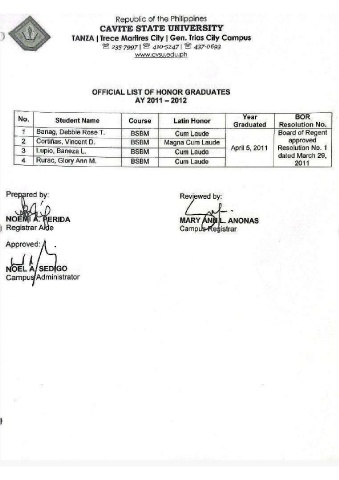 Republic of the Philippines
CAVITE STATE UNIVERSITY
TANZA | Trece Martires City | Gen. Trias City Campus
☏ 235-7997 | ☏ 410-5247 | ☏ 437-0693
www.cvsu.edu.ph
OFFICIAL LIST OF HONOR GRADUATES
AY 2011 – 2012
No. Student Name Course Latin Honor Year Graduated BOR Resolution No.
1 Banag, Debbie Rose T. BSBM Cum Laude April 5, 2011 Board of Regent approved Resolution No. 1 dated March 29, 2011
2 Cortiñas, Vincent D. BSBM Magna Cum Laude
3 Lupio, Baneza L. BSBM Cum Laude
4 Rurac, Glory Ann M. BSBM Cum Laude
Prepared by:
NOEMI A. PERIDA
Registrar Aide
Reviewed by:
MARY ANN L. ANONAS
Campus Registrar
Approved:
NOEL A. SEDIGO
Campus Administrator